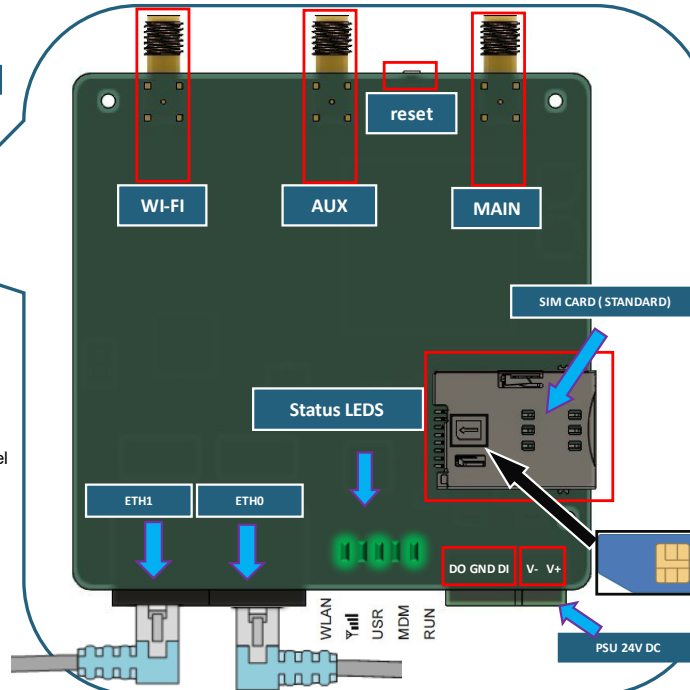 reset
WI-FI
AUX
MAIN
SIM CARD ( STANDARD)
Status LEDS
el
ETH1
ETH0
DO GND DI
V- V+
WLAN
USR
MDM
RUN
PSU 24V DC